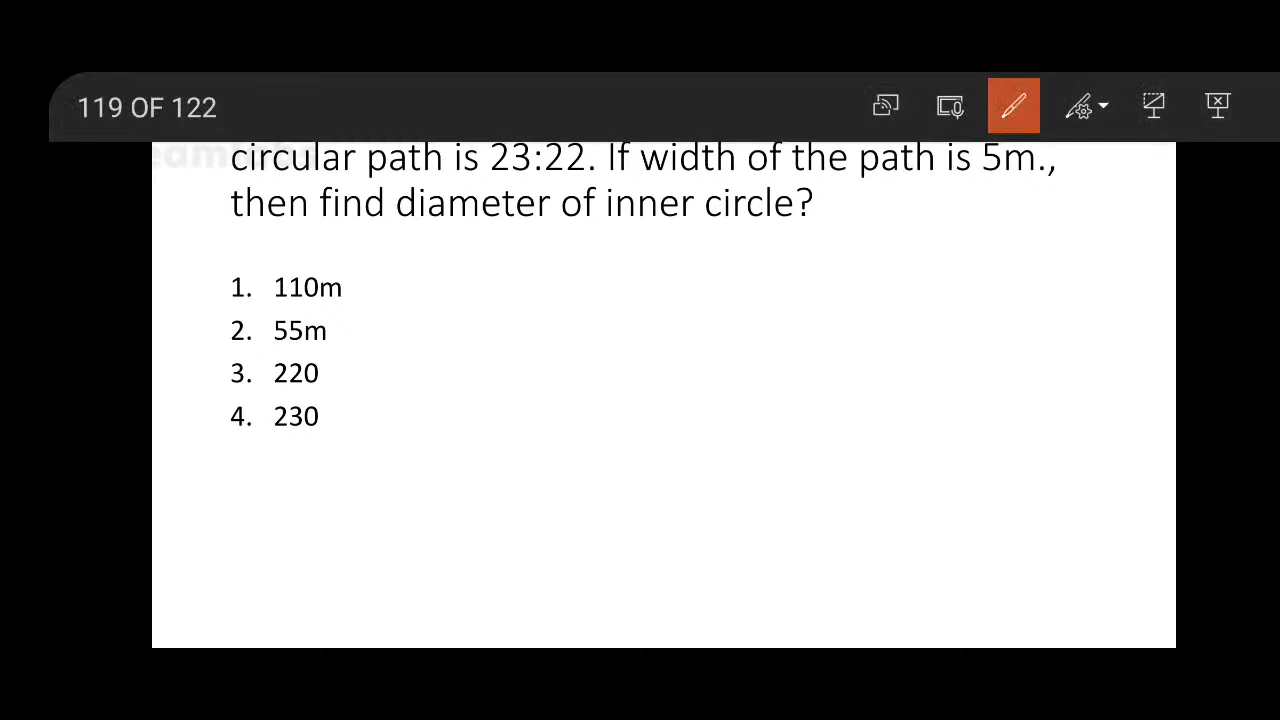 119 OF 122
circular path is 23:22. If width of the path is 5m.,
then find diameter of inner circle?
1. 110m
2. 55m
3. 220
4. 230